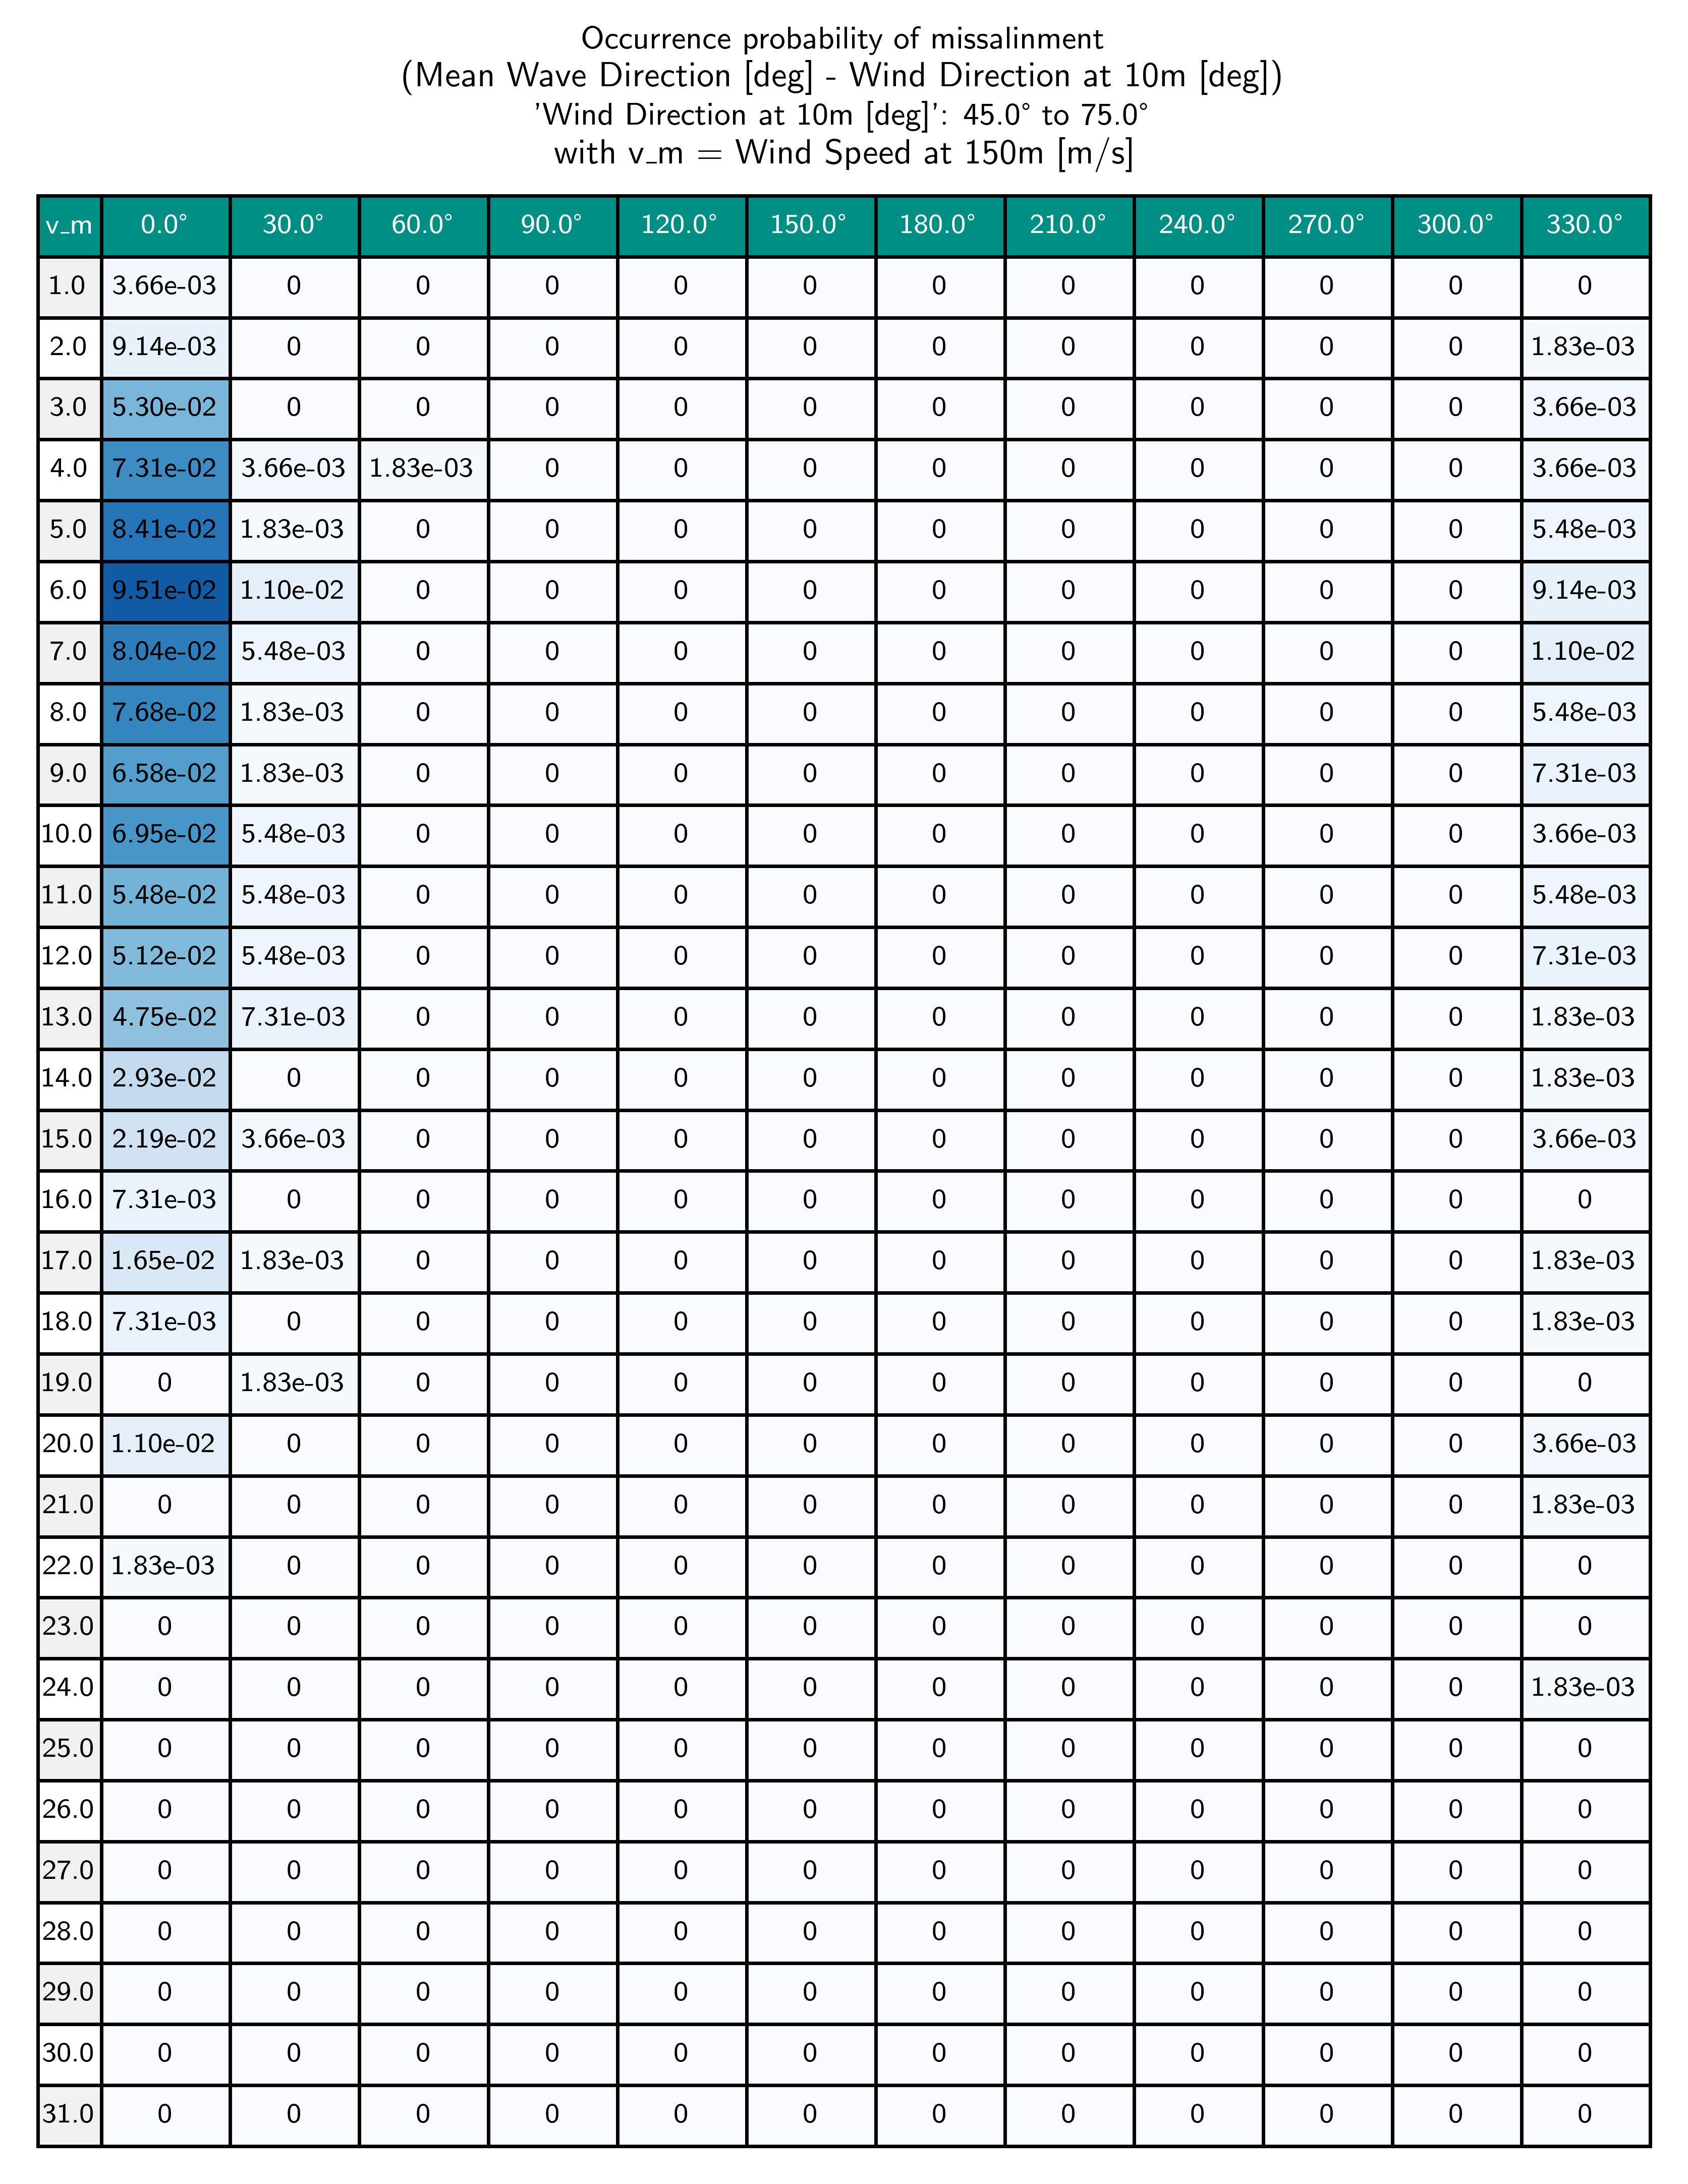 Occurrence probability of missalinment
(Mean Wave Direction [deg] - Wind Direction at 10m [deg])
'Wind Direction at 10m [deg]': 45.0° to 75.0°
with v_m = Wind Speed at 150m [m/s]
v_m 0.0° 30.0° 60.0° 90.0° 120.0° 150.0° 180.0° 210.0° 240.0° 270.0° 300.0° 330.0°
1.0 3.66e-03 0 0 0 0 0 0 0 0 0 0 0
2.0 9.14e-03 0 0 0 0 0 0 0 0 0 0 1.83e-03
3.0 5.30e-02 0 0 0 0 0 0 0 0 0 0 3.66e-03
4.0 7.31e-02 3.66e-03 1.83e-03 0 0 0 0 0 0 0 0 3.66e-03
5.0 8.41e-02 1.83e-03 0 0 0 0 0 0 0 0 0 5.48e-03
6.0 9.51e-02 1.10e-02 0 0 0 0 0 0 0 0 0 9.14e-03
7.0 8.04e-02 5.48e-03 0 0 0 0 0 0 0 0 0 1.10e-02
8.0 7.68e-02 1.83e-03 0 0 0 0 0 0 0 0 0 5.48e-03
9.0 6.58e-02 1.83e-03 0 0 0 0 0 0 0 0 0 7.31e-03
10.0 6.95e-02 5.48e-03 0 0 0 0 0 0 0 0 0 3.66e-03
11.0 5.48e-02 5.48e-03 0 0 0 0 0 0 0 0 0 5.48e-03
12.0 5.12e-02 5.48e-03 0 0 0 0 0 0 0 0 0 7.31e-03
13.0 4.75e-02 7.31e-03 0 0 0 0 0 0 0 0 0 1.83e-03
14.0 2.93e-02 0 0 0 0 0 0 0 0 0 0 1.83e-03
15.0 2.19e-02 3.66e-03 0 0 0 0 0 0 0 0 0 3.66e-03
16.0 7.31e-03 0 0 0 0 0 0 0 0 0 0 0
17.0 1.65e-02 1.83e-03 0 0 0 0 0 0 0 0 0 1.83e-03
18.0 7.31e-03 0 0 0 0 0 0 0 0 0 0 1.83e-03
19.0 0 1.83e-03 0 0 0 0 0 0 0 0 0 0
20.0 1.10e-02 0 0 0 0 0 0 0 0 0 0 3.66e-03
21.0 0 0 0 0 0 0 0 0 0 0 0 1.83e-03
22.0 1.83e-03 0 0 0 0 0 0 0 0 0 0 0
23.0 0 0 0 0 0 0 0 0 0 0 0 0
24.0 0 0 0 0 0 0 0 0 0 0 0 1.83e-03
25.0 0 0 0 0 0 0 0 0 0 0 0 0
26.0 0 0 0 0 0 0 0 0 0 0 0 0
27.0 0 0 0 0 0 0 0 0 0 0 0 0
28.0 0 0 0 0 0 0 0 0 0 0 0 0
29.0 0 0 0 0 0 0 0 0 0 0 0 0
30.0 0 0 0 0 0 0 0 0 0 0 0 0
31.0 0 0 0 0 0 0 0 0 0 0 0 0